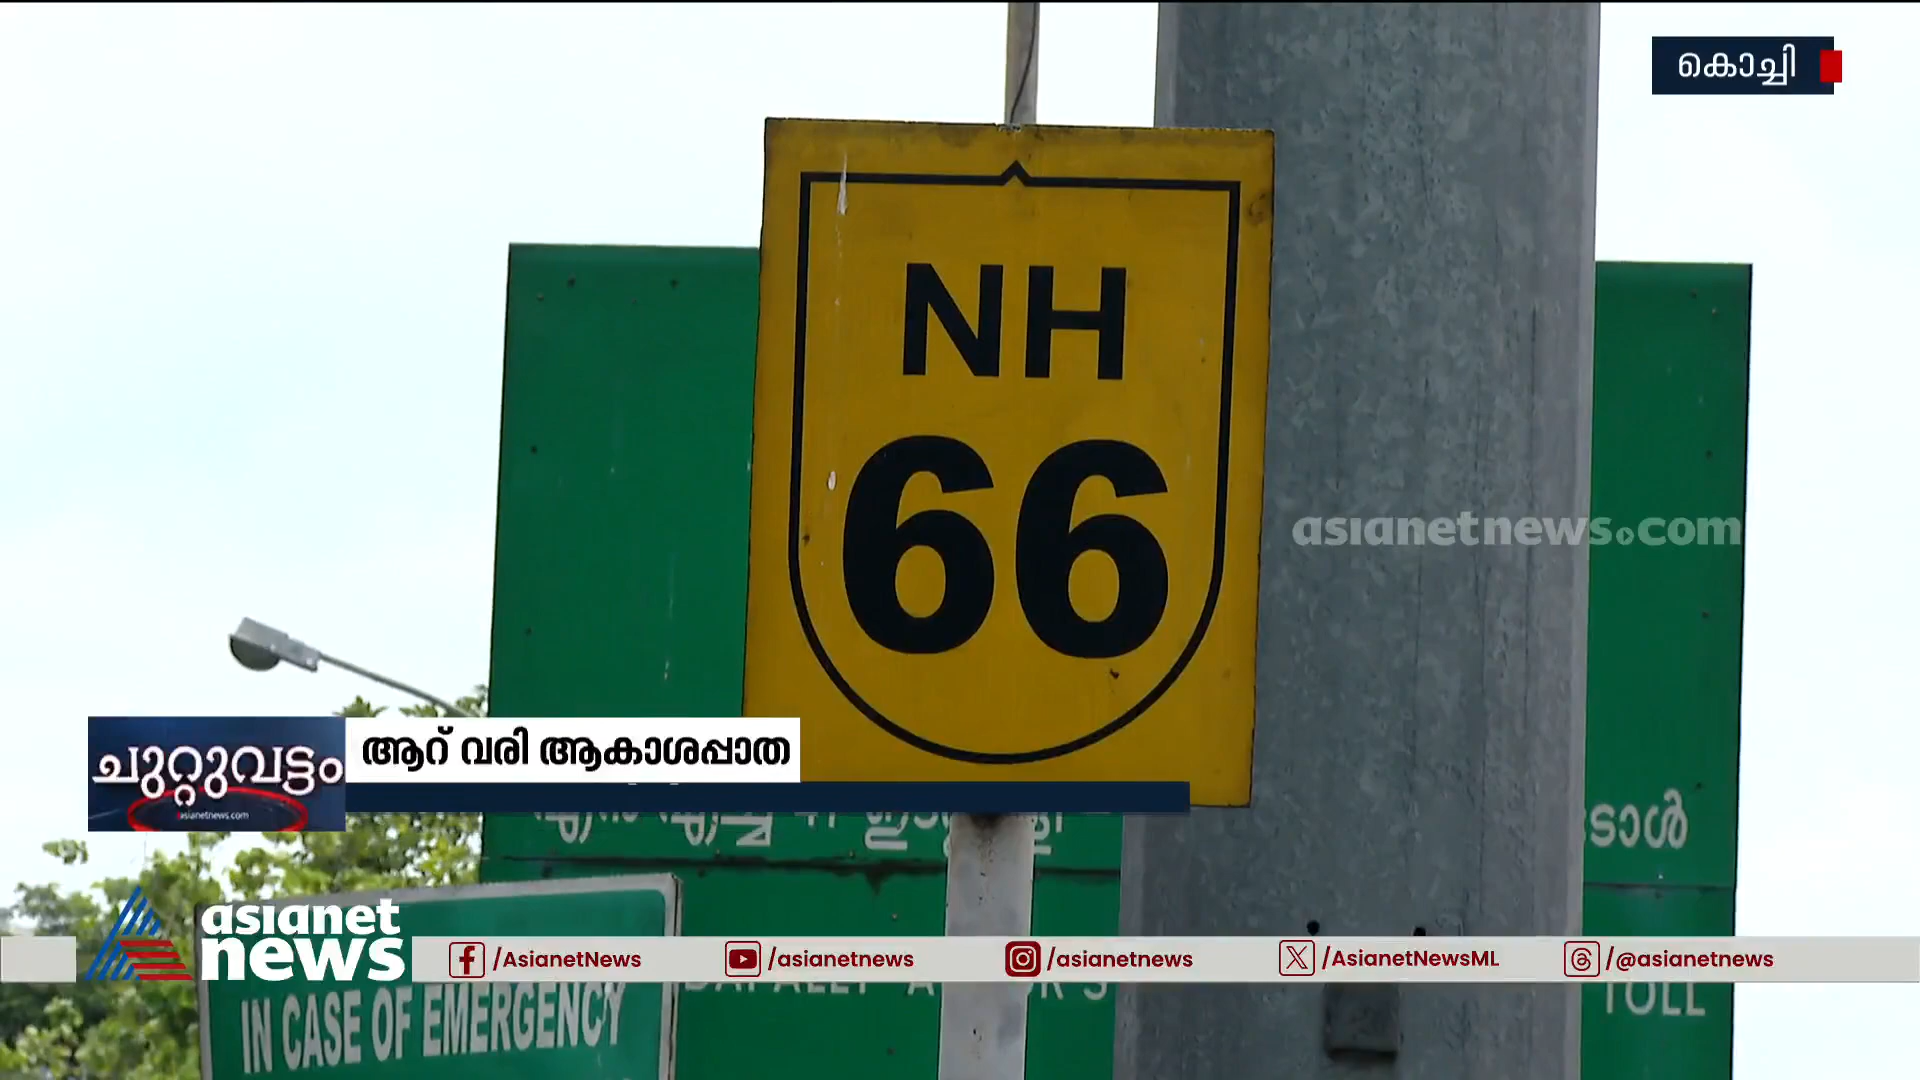 കൊച്ചി
NH
66
asianetnews.com
ചുറ്റുവട്ടം
asianetnews.com
ആറ് വരി ആകാശപ്പാത
ടോൾ
asianet
news
/AsianetNews
/asianetnews
/asianetnews
/AsianetNewsML
/@asianetnews
TOLL
IN CASE OF EMERGENCY